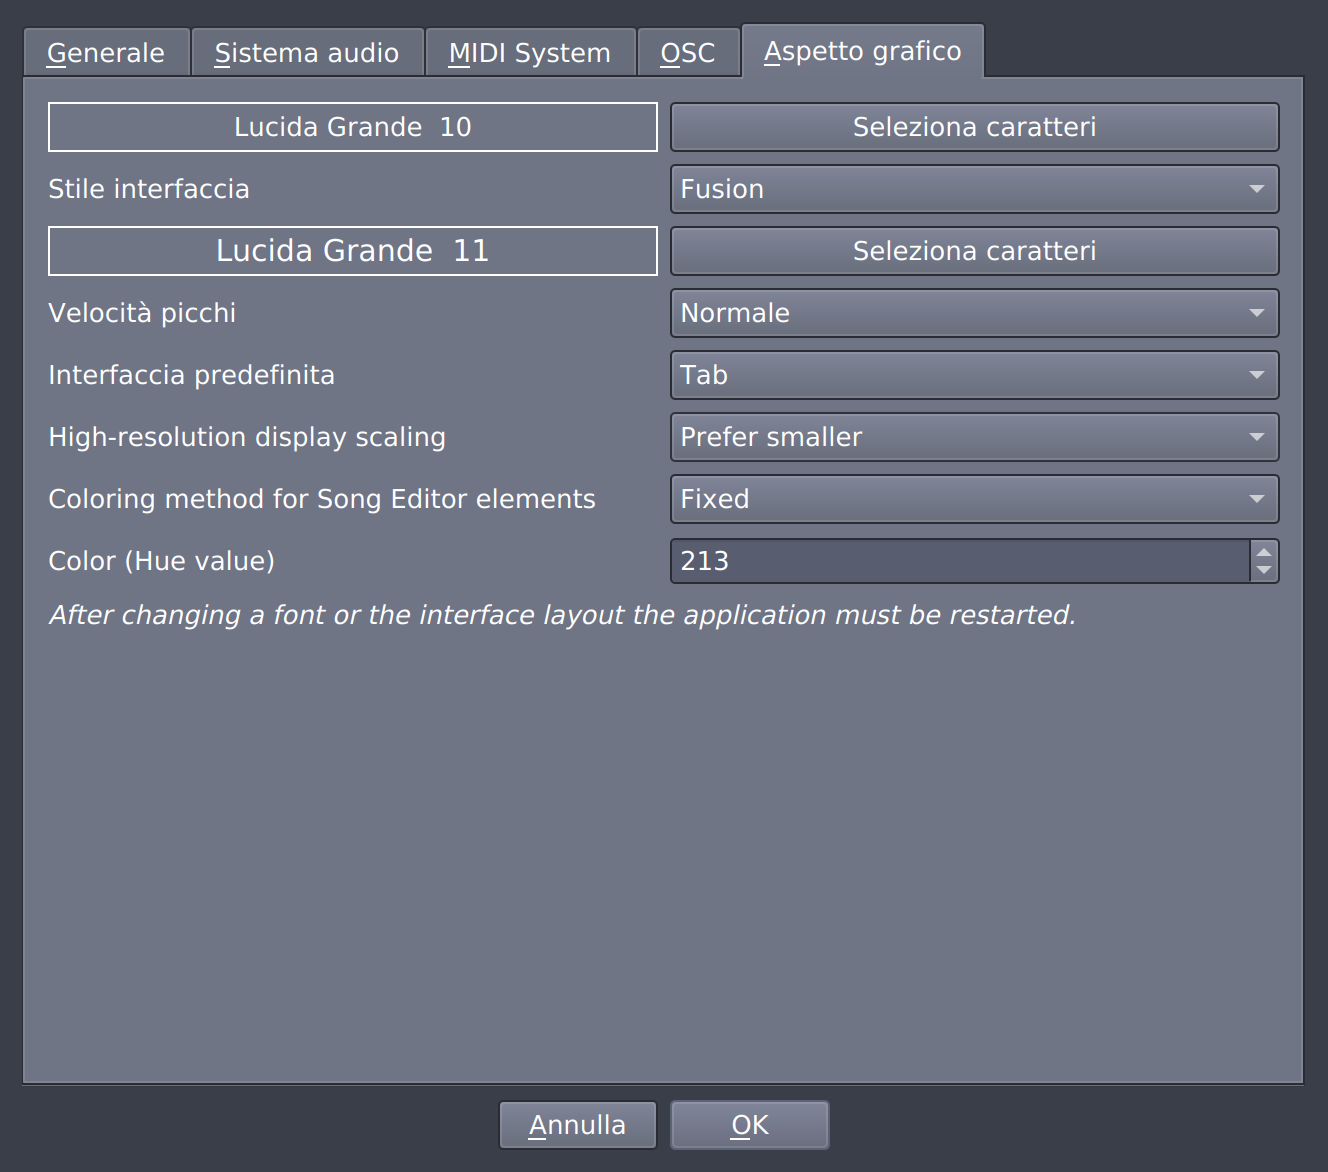 Generale Sistema audio MIDI System OSC Aspetto grafico
Lucida Grande 10 Seleziona caratteri
Stile interfaccia Fusion
Lucida Grande 11 Seleziona caratteri
Velocità picchi Normale
Interfaccia predefinita Tab
High-resolution display scaling Prefer smaller
Coloring method for Song Editor elements Fixed
Color (Hue value) 213
After changing a font or the interface layout the application must be restarted.
Annulla OK